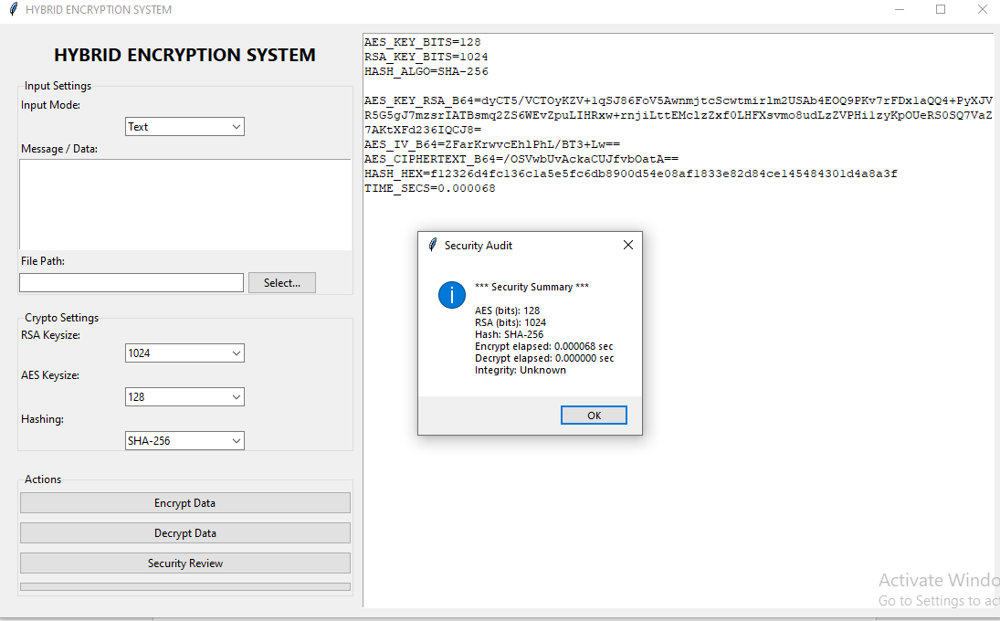 HYBRID ENCRYPTION SYSTEM
HYBRID ENCRYPTION SYSTEM
Input Settings
Input Mode:
Text
Message / Data:
File Path:
Select...
Crypto Settings
RSA Keysize:
1024
AES Keysize:
128
Hashing:
SHA-256
Actions
Encrypt Data
Decrypt Data
Security Review
AES_KEY_BITS=128
RSA_KEY_BITS=1024
HASH_ALGO=SHA-256
AES_KEY_RSA_B64=dyCT5/VCTOyKZV+1qSJ86FoV5AwnmjtcScwtmirlm2USAb4EOQ9PKv7rFDx1aQQ4+PyXJV
R5G5gJ7mzsrIATBsmq2ZS6WEvZpuLIHRxw+rnjiLttEMclzZxf0LHFXsvmo8udLzZVPHilzyKpOUeRS0SQ7VaZ
7AKtXFd236IQCJ8=
AES_IV_B64=ZFarKrwvcEhlPhL/BT3+Lw==
AES_CIPHERTEXT_B64=/OSVwbUvAckaCUJfvbOatA==
HASH_HEX=f12326d4fc136c1a5e5fc6db8900d54e08af1833e82d84ce145484301d4a8a3f
TIME_SECS=0.000068
Security Audit
*** Security Summary ***
AES (bits): 128
RSA (bits): 1024
Hash: SHA-256
Encrypt elapsed: 0.000068 sec
Decrypt elapsed: 0.000000 sec
Integrity: Unknown
OK
Activate Windo
Go to Settings to act